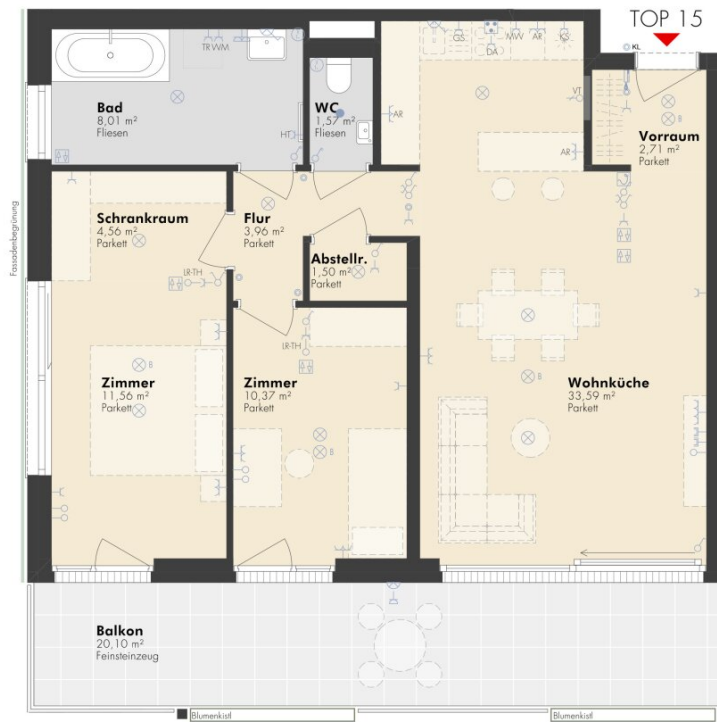 TOP 15
KL
TR WM
GS
DA
MW
AR
KS
Bad
8,01 m²
Fliesen
HT
WC
1,57 m²
Fliesen
AR
VT
AR
Vorraum
2,71 m²
Parkett
Fassadenbegrünung
Schrankraum
4,56 m²
Parkett
LR-TH
Flur
3,96 m²
Parkett
Abstellr.
1,50 m²
Parkett
LR-TH
B
Zimmer
11,56 m²
Parkett
Zimmer
10,37 m²
Parkett
B
B
Wohnküche
33,59 m²
Parkett
B
Balkon
20,10 m²
Feinsteinzeug
Blumenkistl
Blumenkistl